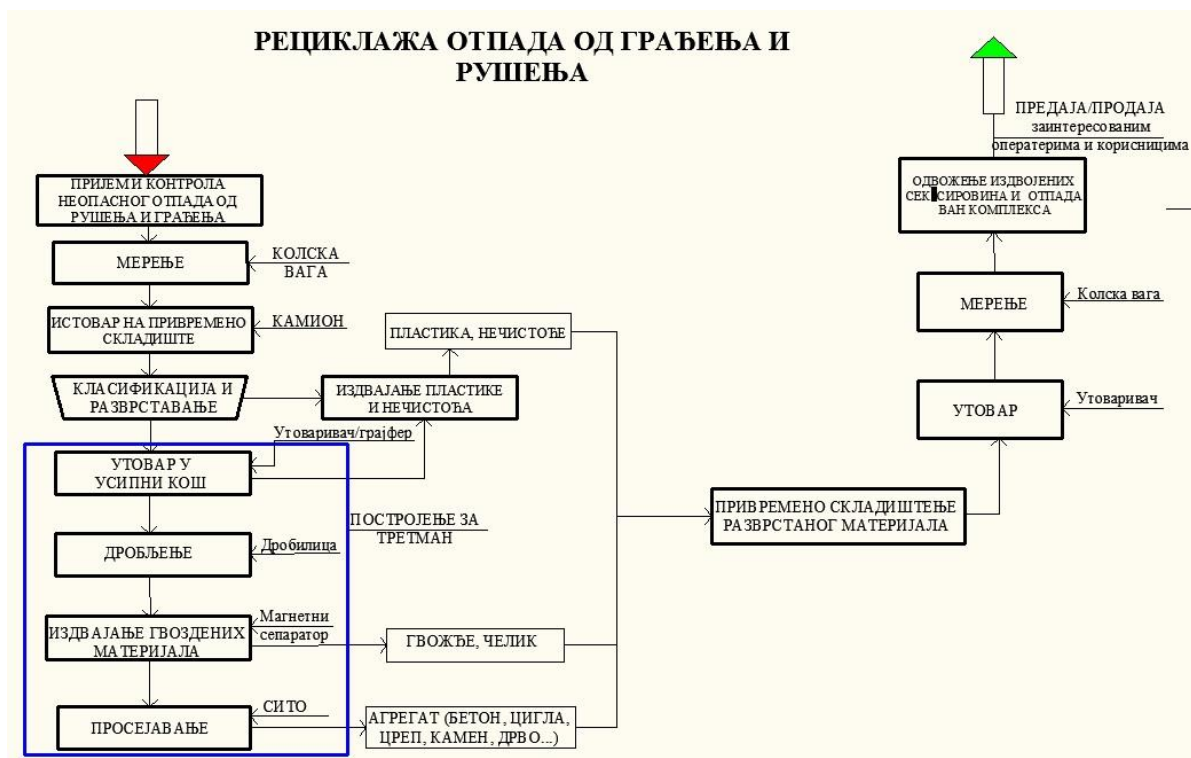 РЕЦИКЛАЖА ОТПАДА ОД ГРАЂЕЊА И
РУШЕЊА
ПРИЈЕМ И КОНТРОЛА
НЕОПАСНОГ ОТПАДА ОД
РУШЕЊА И ГРАЂЕЊА
МЕРЕЊЕ
КОЛСКА
ВАГА
ИСТОВАР НА ПРИВРЕМЕНО
СКЛАДИШТЕ
КАМИОН
КЛАСИФИКАЦИЈА И
РАЗВРСТАВАЊЕ
ПЛАСТИКА, НЕЧИСТОЋЕ
ИЗДВАЈАЊЕ ПЛАСТИКЕ
И НЕЧИСТОЋА
Утоваривач/грајфер
УТОВАР У
УСИПНИ КОШ
ПОСТРОЈЕЊЕ ЗА
ТРЕТМАН
ДРОБЉЕЊЕ
Дробилица
ИЗДВАЈАЊЕ ГВОЗДЕНИХ
МАТЕРИЈАЛА
Магнетни
сепаратор
ГВОЖЂЕ, ЧЕЛИК
ПРОСЕЈАВАЊЕ
СИТО
АГРЕГАТ (БЕТОН, ЦИГЛА,
ЦРЕП, КАМЕН, ДРВО...)
ПРИВРЕМЕНО СКЛАДИШТЕЊЕ
РАЗВРСТАНОГ МАТЕРИЈАЛА
УТОВАР
Утоваривач
МЕРЕЊЕ
Колска вага
ОДВОЖЕЊЕ ИЗДВОЈЕНИХ
СЕК СИРОВИНА И ОТПАДА
ВАН КОМПЛЕКСА
ПРЕДАЈА/ПРОДАЈА
заинтересованим
оператерима и корисницима